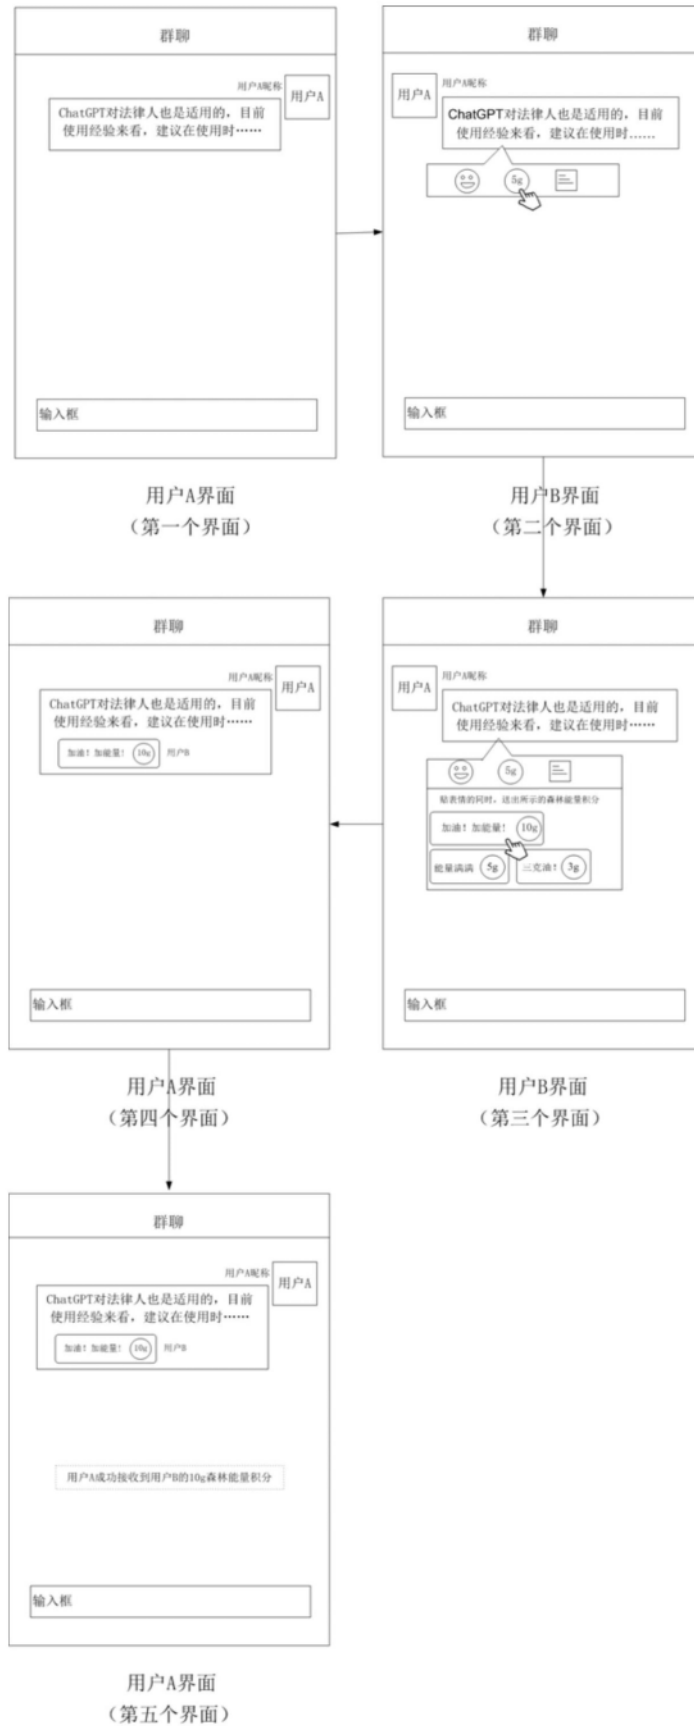 群聊
用户A昵称
用户A
ChatGPT对法律人也是适用的，目前
使用经验来看，建议在使用时……
输入框
用户A界面
（第一个界面）
群聊
用户A
用户A昵称
ChatGPT对法律人也是适用的，目前
使用经验来看，建议在使用时……
5g
输入框
用户B界面
（第二个界面）
群聊
用户A
用户A昵称
ChatGPT对法律人也是适用的，目前
使用经验来看，建议在使用时……
5g
贴表情的同时，送出所示的森林能量积分
加油！加能量！ 10g
能量满满 5g 三克油！ 3g
输入框
用户B界面
（第三个界面）
群聊
用户A昵称
用户A
ChatGPT对法律人也是适用的，目前
使用经验来看，建议在使用时……
加油！加能量！ 10g 用户B
输入框
用户A界面
（第四个界面）
群聊
用户A昵称
用户A
ChatGPT对法律人也是适用的，目前
使用经验来看，建议在使用时……
加油！加能量！ 10g 用户B
用户A成功接收到用户B的10g森林能量积分
输入框
用户A界面
（第五个界面）